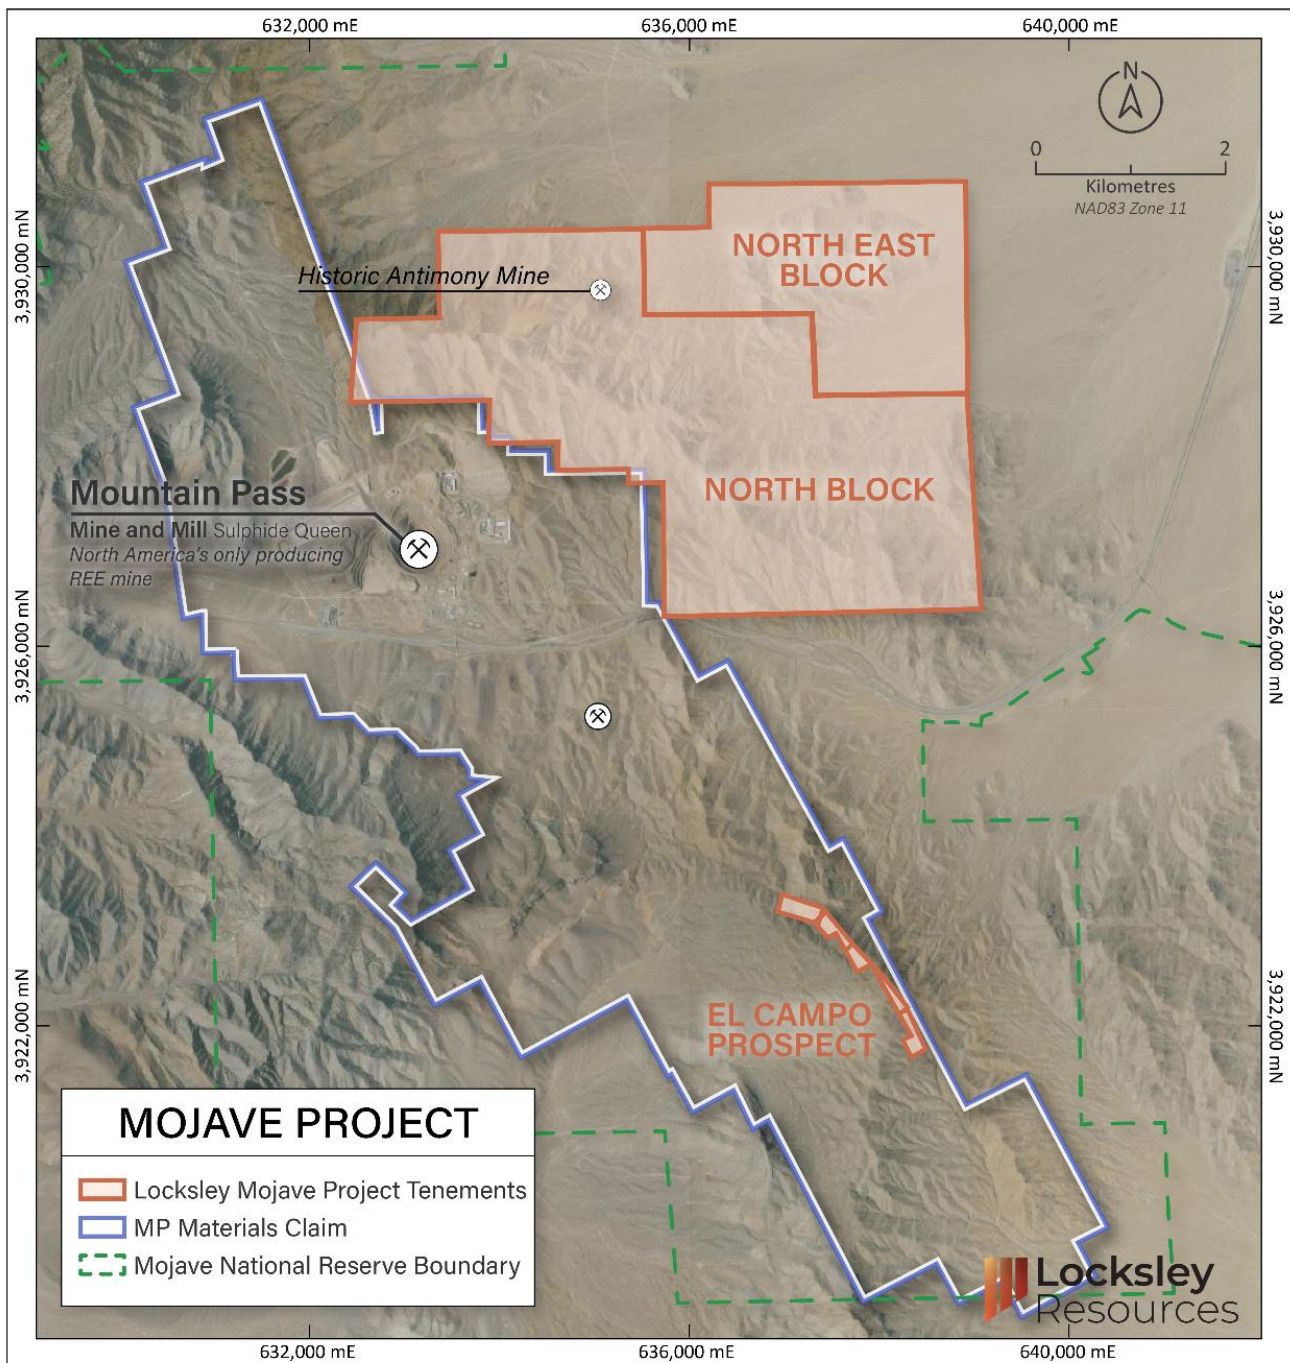 632,000 mE
636,000 mE
640,000 mE
N
0
2
Kilometres
NAD83 Zone 11
3,930,000 mN
3,930,000 mN
NORTH EAST
BLOCK
Historic Antimony Mine
Mountain Pass
Mine and Mill Sulphide Queen
North America's only producing
REE mine
NORTH BLOCK
3,926,000 mN
3,926,000 mN
EL CAMPO
PROSPECT
3,922,000 mN
3,922,000 mN
MOJAVE PROJECT
Locksley Mojave Project Tenements
MP Materials Claim
Mojave National Reserve Boundary
Locksley
Resources
632,000 mE
636,000 mE
640,000 mE